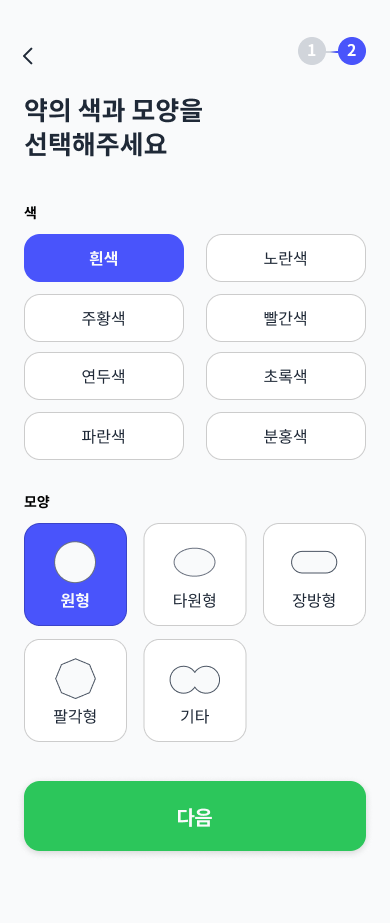 1 2
약의 색과 모양을
선택해주세요
색
흰색 노란색
주황색 빨간색
연두색 초록색
파란색 분홍색
모양
원형 타원형 장방형
팔각형 기타
다음